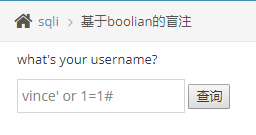 sqli > 基于boolian的盲注
what's your username?
vince' or 1=1#
查询